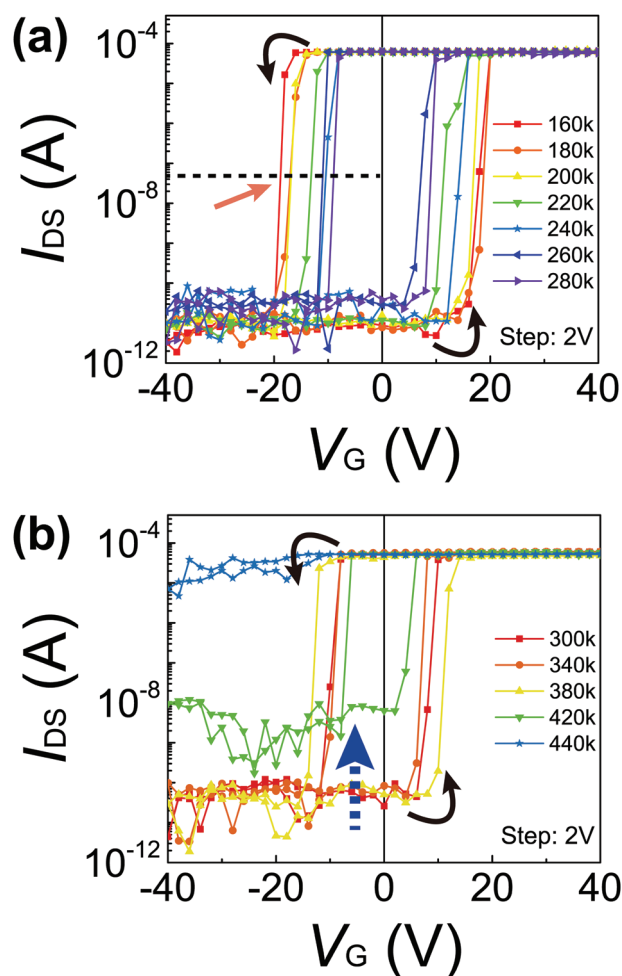 (a)
I_DS (A)
10^-4
10^-8
10^-12
160k
180k
200k
220k
240k
260k
280k
Step: 2V
-40 -20 0 20 40
V_G (V)
(b)
I_DS (A)
10^-4
10^-8
10^-12
300k
340k
380k
420k
440k
Step: 2V
-40 -20 0 20 40
V_G (V)